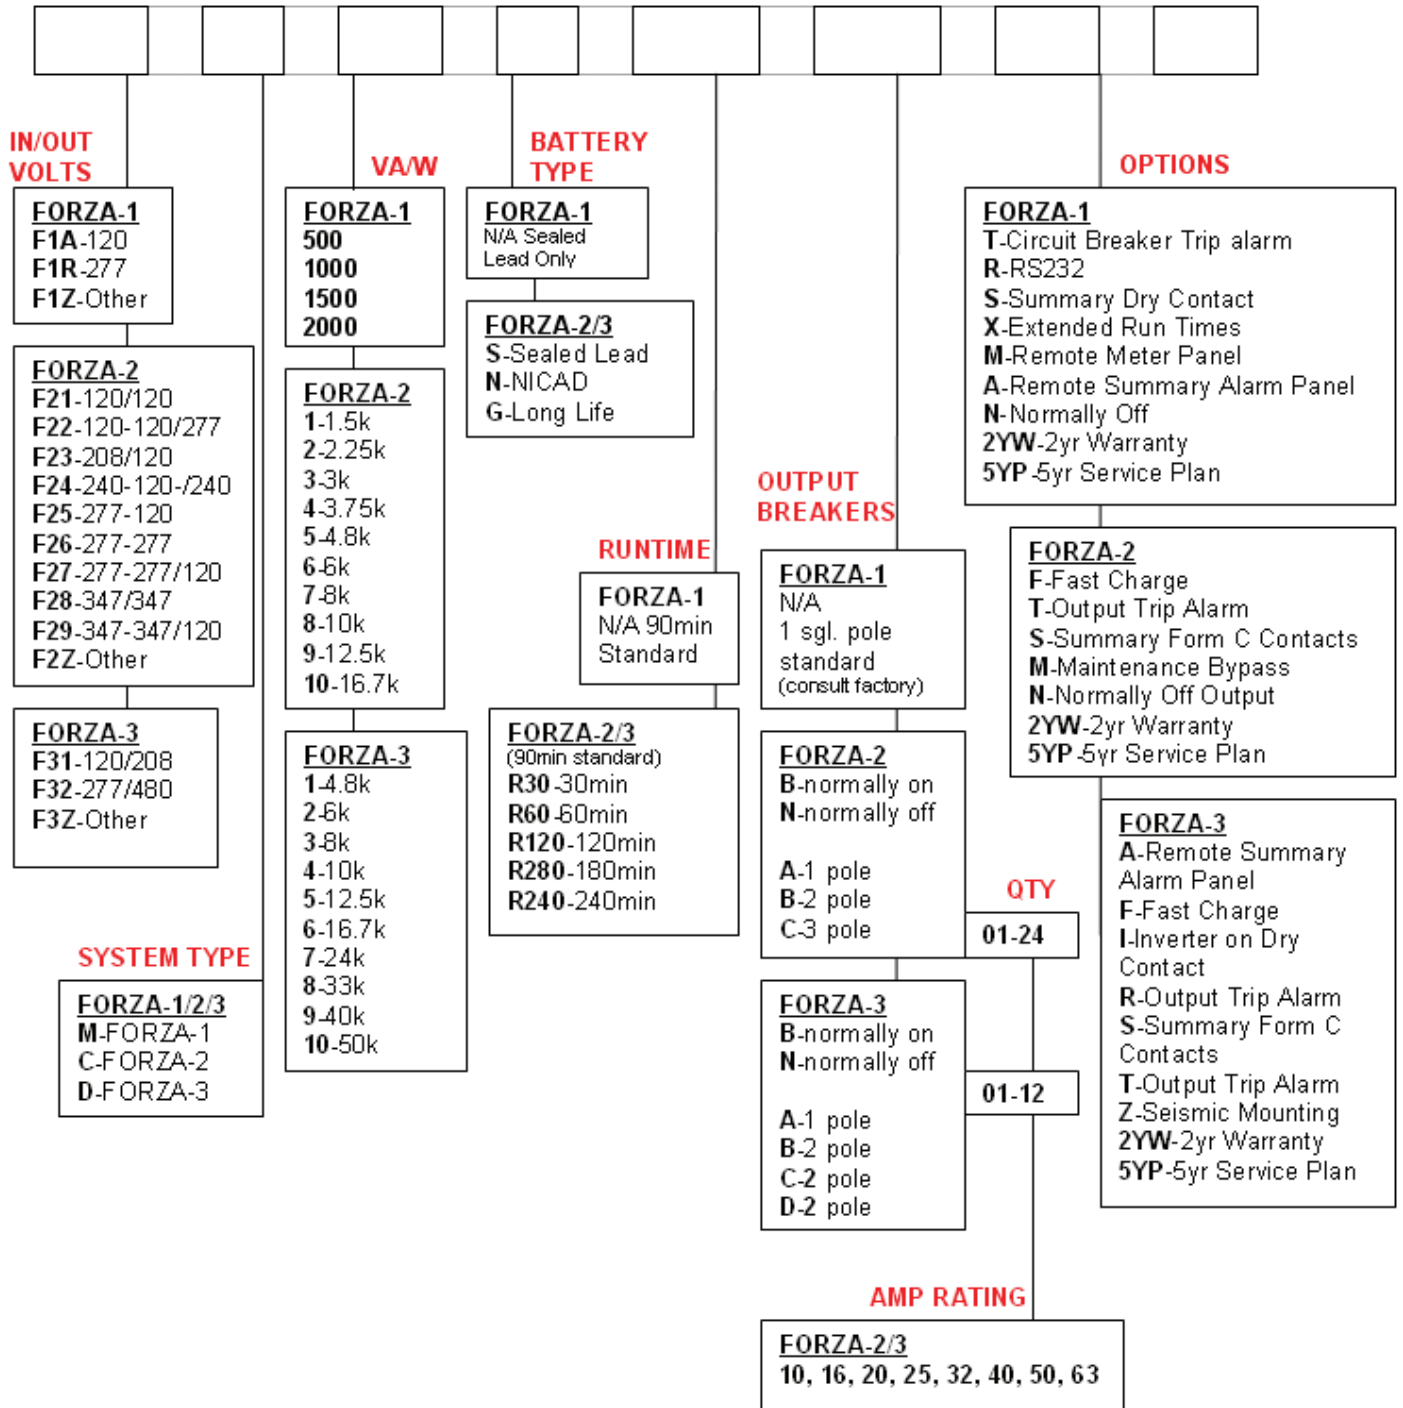 IN/OUT
VOLTS
FORZA-1
F1A-120
F1R-277
F1Z-Other
FORZA-2
F21-120/120
F22-120-120/277
F23-208/120
F24-240-120-/240
F25-277-120
F26-277-277
F27-277-277/120
F28-347/347
F29-347-347/120
F2Z-Other
FORZA-3
F31-120/208
F32-277/480
F3Z-Other
SYSTEM TYPE
FORZA-1/2/3
M-FORZA-1
C-FORZA-2
D-FORZA-3
VA/W
FORZA-1
500
1000
1500
2000
FORZA-2
1-1.5k
2-2.25k
3-3k
4-3.75k
5-4.8k
6-6k
7-8k
8-10k
9-12.5k
10-16.7k
FORZA-3
1-4.8k
2-6k
3-8k
4-10k
5-12.5k
6-16.7k
7-24k
8-33k
9-40k
10-50k
BATTERY
TYPE
FORZA-1
N/A Sealed
Lead Only
FORZA-2/3
S-Sealed Lead
N-NICAD
G-Long Life
RUNTIME
FORZA-1
N/A 90min
Standard
FORZA-2/3
(90min standard)
R30-30min
R60-60min
R120-120min
R280-180min
R240-240min
OUTPUT
BREAKERS
FORZA-1
N/A
1 sgl. pole
standard
(consult factory)
FORZA-2
B-normally on
N-normally off
A-1 pole
B-2 pole
C-3 pole
QTY
01-24
FORZA-3
B-normally on
N-normally off
A-1 pole
B-2 pole
C-2 pole
D-2 pole
01-12
AMP RATING
FORZA-2/3
10, 16, 20, 25, 32, 40, 50, 63
OPTIONS
FORZA-1
T-Circuit Breaker Trip alarm
R-RS232
S-Summary Dry Contact
X-Extended Run Times
M-Remote Meter Panel
A-Remote Summary Alarm Panel
N-Normally Off
2YW-2yr Warranty
5YP-5yr Service Plan
FORZA-2
F-Fast Charge
T-Output Trip Alarm
S-Summary Form C Contacts
M-Maintenance Bypass
N-Normally Off Output
2YW-2yr Warranty
5YP-5yr Service Plan
FORZA-3
A-Remote Summary
Alarm Panel
F-Fast Charge
I-Inverter on Dry
Contact
R-Output Trip Alarm
S-Summary Form C
Contacts
T-Output Trip Alarm
Z-Seismic Mounting
2YW-2yr Warranty
5YP-5yr Service Plan